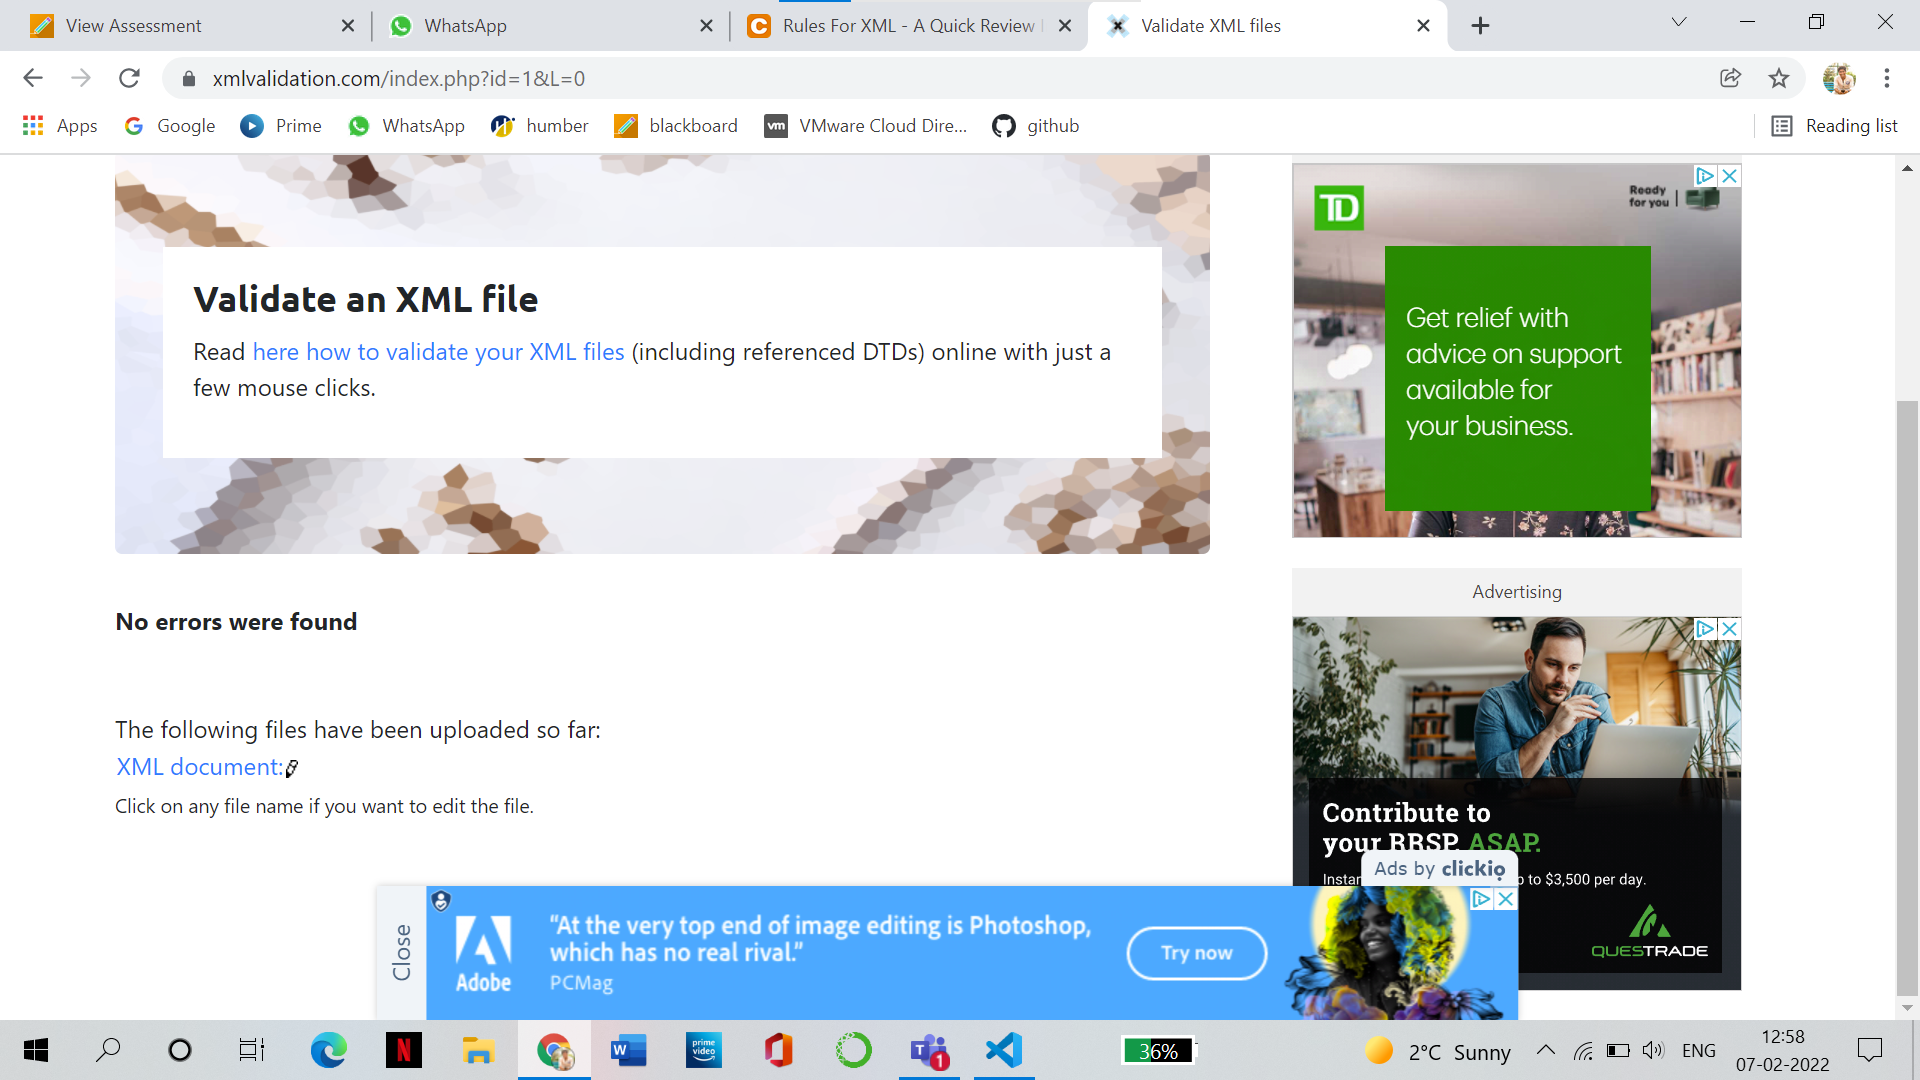 View Assessment
WhatsApp
Rules For XML - A Quick Review
Validate XML files
xmlvalidation.com/index.php?id=1&L=0
Apps
Google
Prime
WhatsApp
humber
blackboard
vm
VMware Cloud Dire...
github
Reading list
Validate an XML file
Read here how to validate your XML files (including referenced DTDs) online with just a
few mouse clicks.
No errors were found
The following files have been uploaded so far:
XML document:
Click on any file name if you want to edit the file.
TD
Ready
for you
Get relief with
advice on support
available for
your business.
Advertising
Contribute to
your RRSP. ASAP.
o to $3,500 per day.
QUESTRADE
Ads by clickio
Close
Adobe
“At the very top end of image editing is Photoshop,
which has no real rival.”
PCMag
Try now
N
W
prime
video
T
1
36%
2°C Sunny
ENG
12:58
07-02-2022